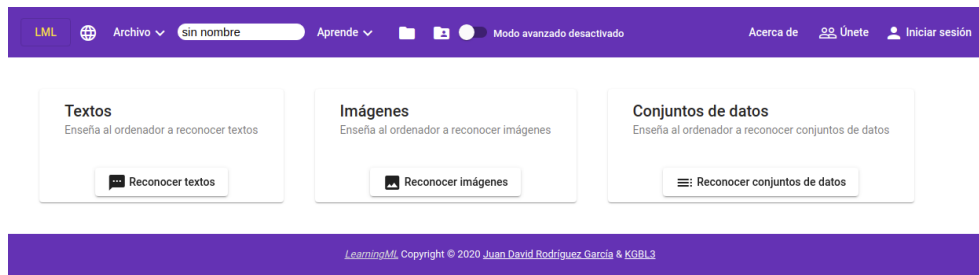 LML Archivo sin nombre Aprende Modo avanzado desactivado Acerca de Únete Iniciar sesión
Textos
Enseña al ordenador a reconocer textos
Reconocer textos
Imágenes
Enseña al ordenador a reconocer imágenes
Reconocer imágenes
Conjuntos de datos
Enseña al ordenador a reconocer conjuntos de datos
Reconocer conjuntos de datos
LearningML Copyright © 2020 Juan David Rodríguez García & KGBL3